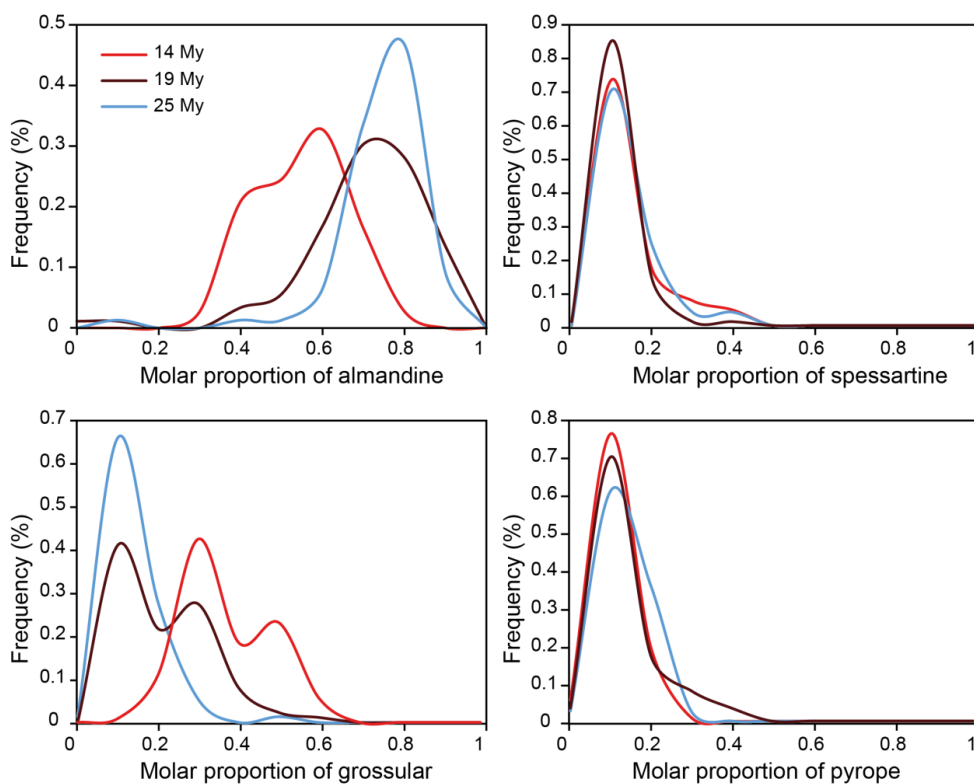 0.5
0.4
0.3
0.2
0.1
0
Frequency (%)
14 My
19 My
25 My
0 0.2 0.4 0.6 0.8 1
Molar proportion of almandine
0.9
0.8
0.7
0.6
0.5
0.4
0.3
0.2
0.1
0
Frequency (%)
0 0.2 0.4 0.6 0.8 1
Molar proportion of spessartine
0.7
0.6
0.5
0.4
0.3
0.2
0.1
0
Frequency (%)
0 0.2 0.4 0.6 0.8 1
Molar proportion of grossular
0.8
0.7
0.6
0.5
0.4
0.3
0.2
0.1
0
Frequency (%)
0 0.2 0.4 0.6 0.8 1
Molar proportion of pyrope